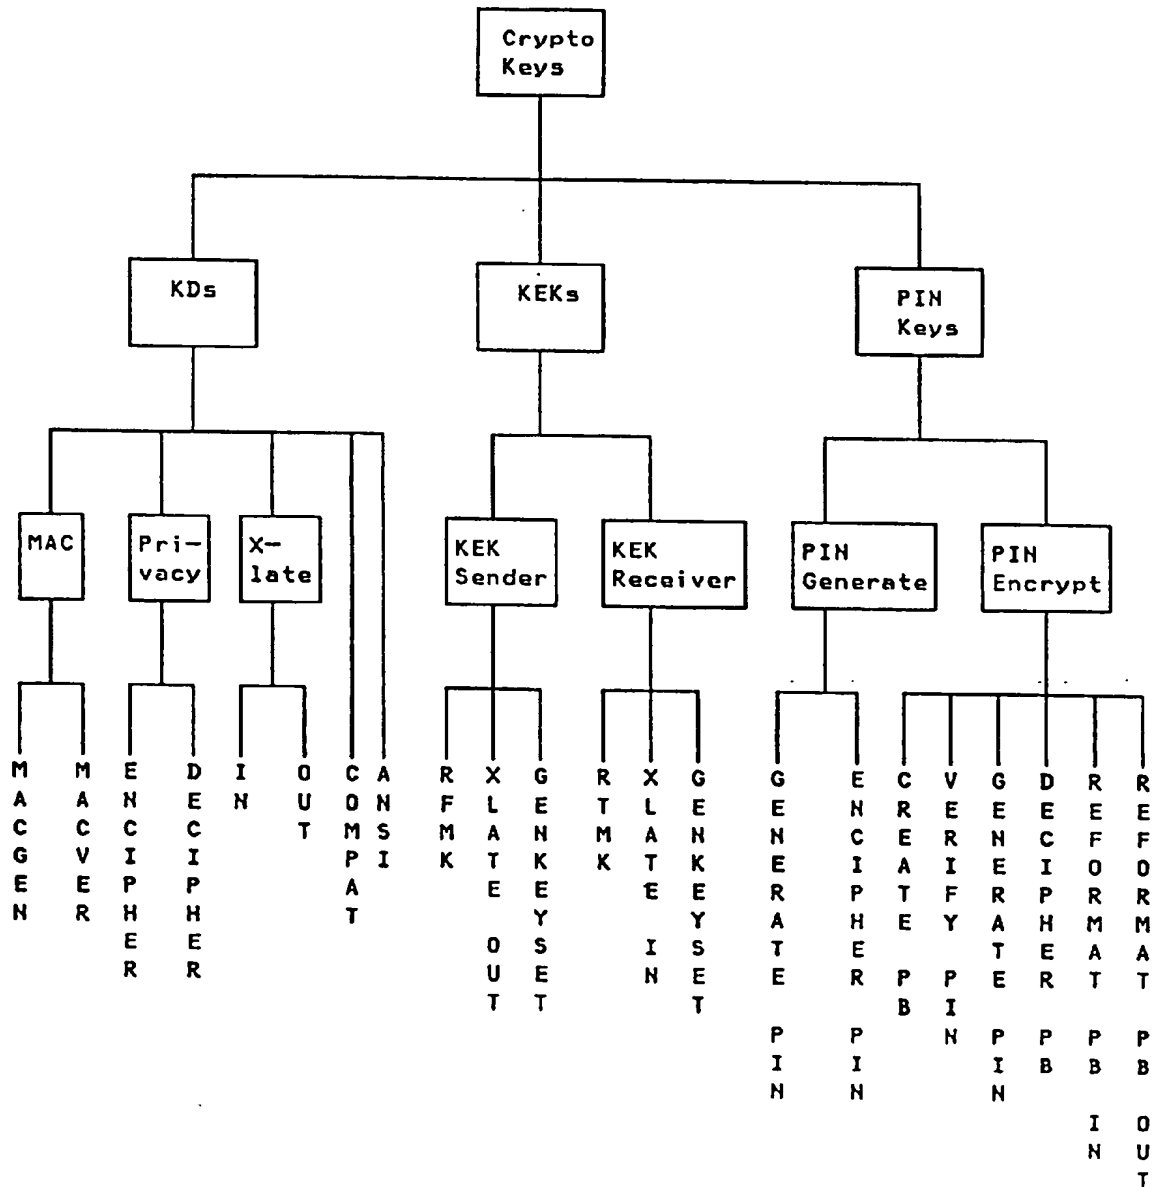 Crypto
Keys
KDs
KEKs
PIN
Keys
MAC
Pri-
vacy
X-
late
KEK
Sender
KEK
Receiver
PIN
Generate
PIN
Encrypt
MACGEN
MACVER
ENCIPHER
DECIPHER
IN
OUT
COMPAT
ANSI
RFMK
XLATE OUT
GENKEYSET
RTMK
XLATE IN
GENKEYSET
GENERATE PIN
ENCIPHER PIN
CREATE PB
VERIFY PIN
GENERATE PIN
DECIPHER PB
REFORMAT PB IN
REFORMAT PB OUT